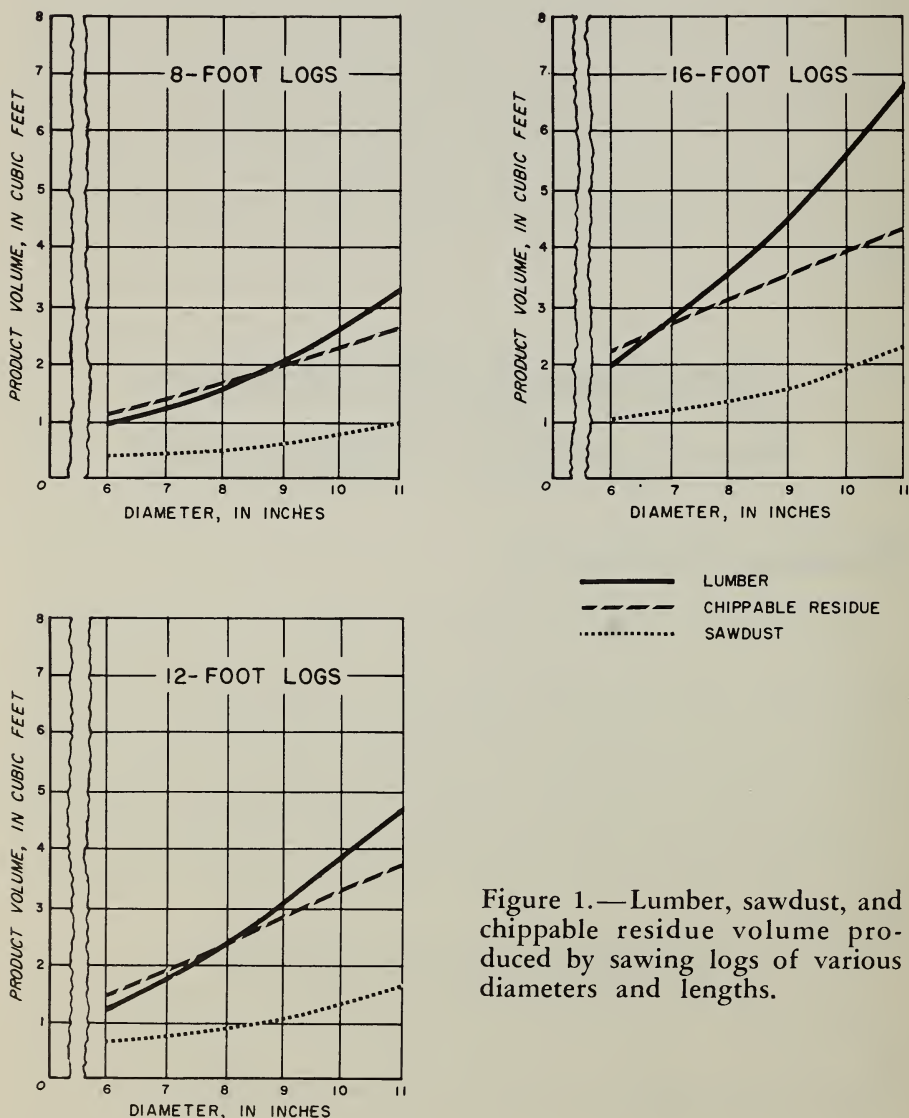 8-FOOT LOGS
PRODUCT VOLUME, IN CUBIC FEET
8
7
6
5
4
3
2
1
0
6 7 8 9 10 11
DIAMETER, IN INCHES
16-FOOT LOGS
PRODUCT VOLUME, IN CUBIC FEET
8
7
6
5
4
3
2
1
0
6 7 8 9 10 11
DIAMETER, IN INCHES
LUMBER
CHIPPABLE RESIDUE
SAWDUST
12-FOOT LOGS
PRODUCT VOLUME, IN CUBIC FEET
8
7
6
5
4
3
2
1
0
6 7 8 9 10 11
DIAMETER, IN INCHES
Figure 1.—Lumber, sawdust, and
chippable residue volume pro-
duced by sawing logs of various
diameters and lengths.